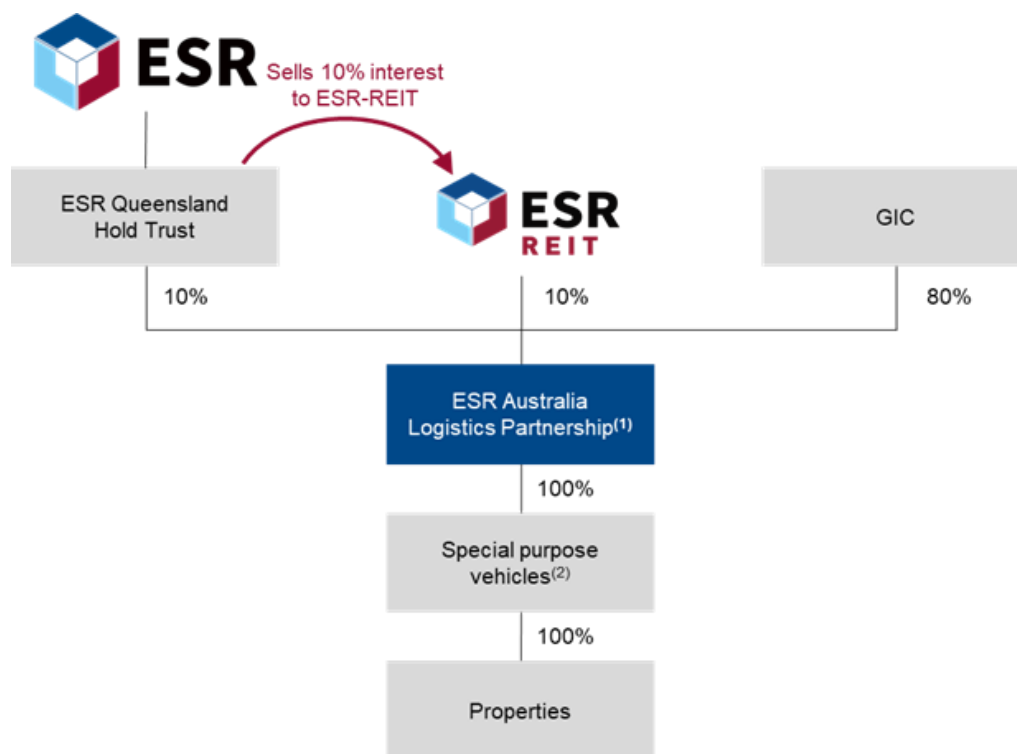 ESR
Sells 10% interest
to ESR-REIT
ESR Queensland
Hold Trust
ESR
REIT
GIC
10%
10%
80%
ESR Australia
Logistics Partnership(1)
100%
Special purpose
vehicles(2)
100%
Properties